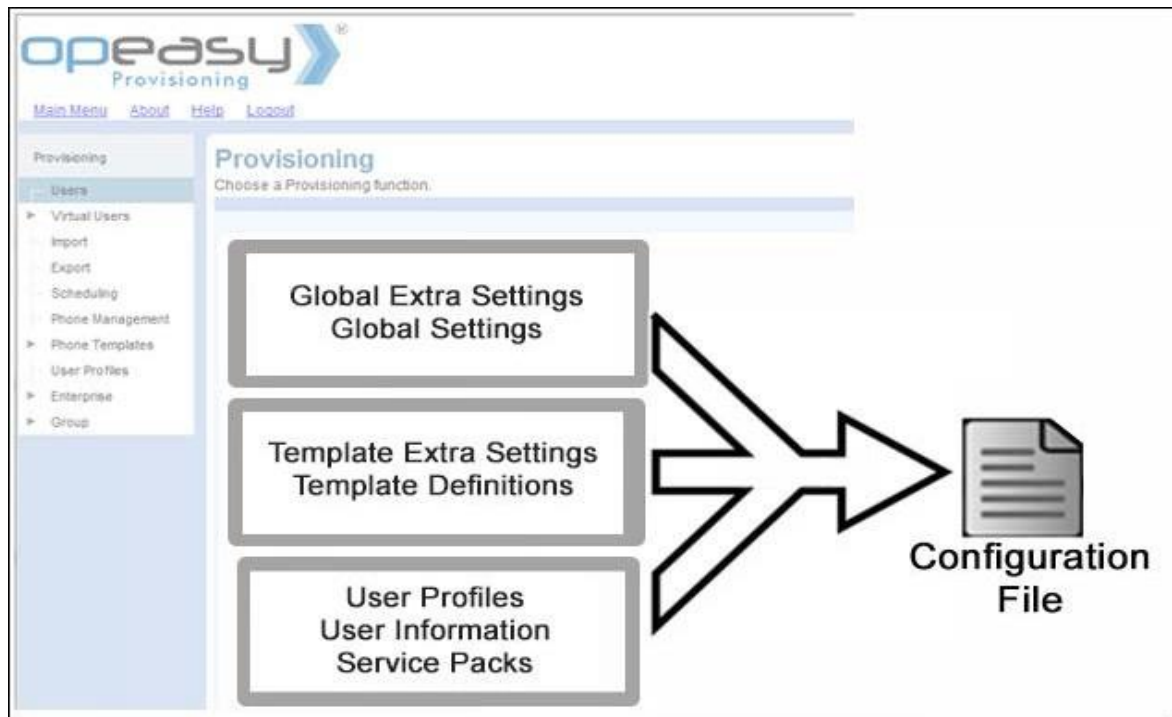 opeasy®
Provisioning
Main Menu About Help Logout
Provisioning
Users
Virtual Users
Import
Export
Scheduling
Phone Management
Phone Templates
User Profiles
Enterprise
Group
Provisioning
Choose a Provisioning function.
Global Extra Settings
Global Settings
Template Extra Settings
Template Definitions
User Profiles
User Information
Service Packs
Configuration
File